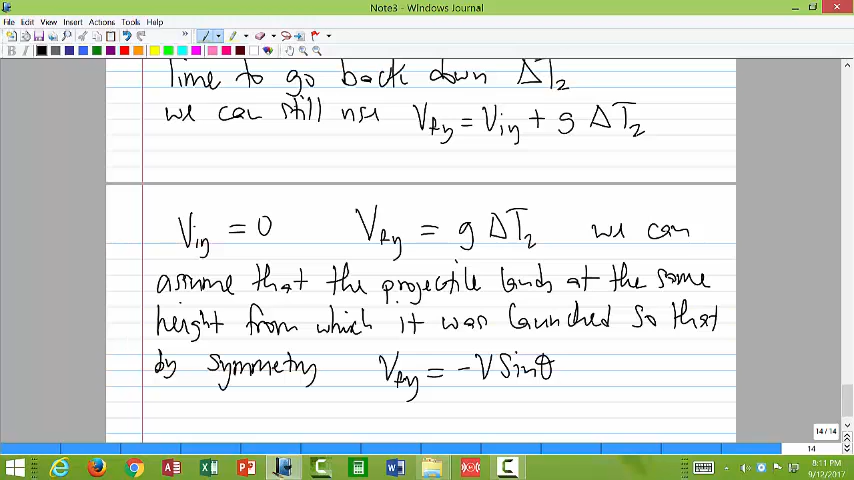 Note3 - Windows Journal
File Edit View Insert Actions Tools Help
Time to go back down ΔT₂
we can still use V_fy = V_iy + g ΔT₂
V_iy = 0 V_fy = g ΔT₂ we can
assume that the projectile lands at the same
height from which it was launched so that
by symmetry V_fy = -V Sinθ
14 / 14
14
8:11 PM
9/12/2017